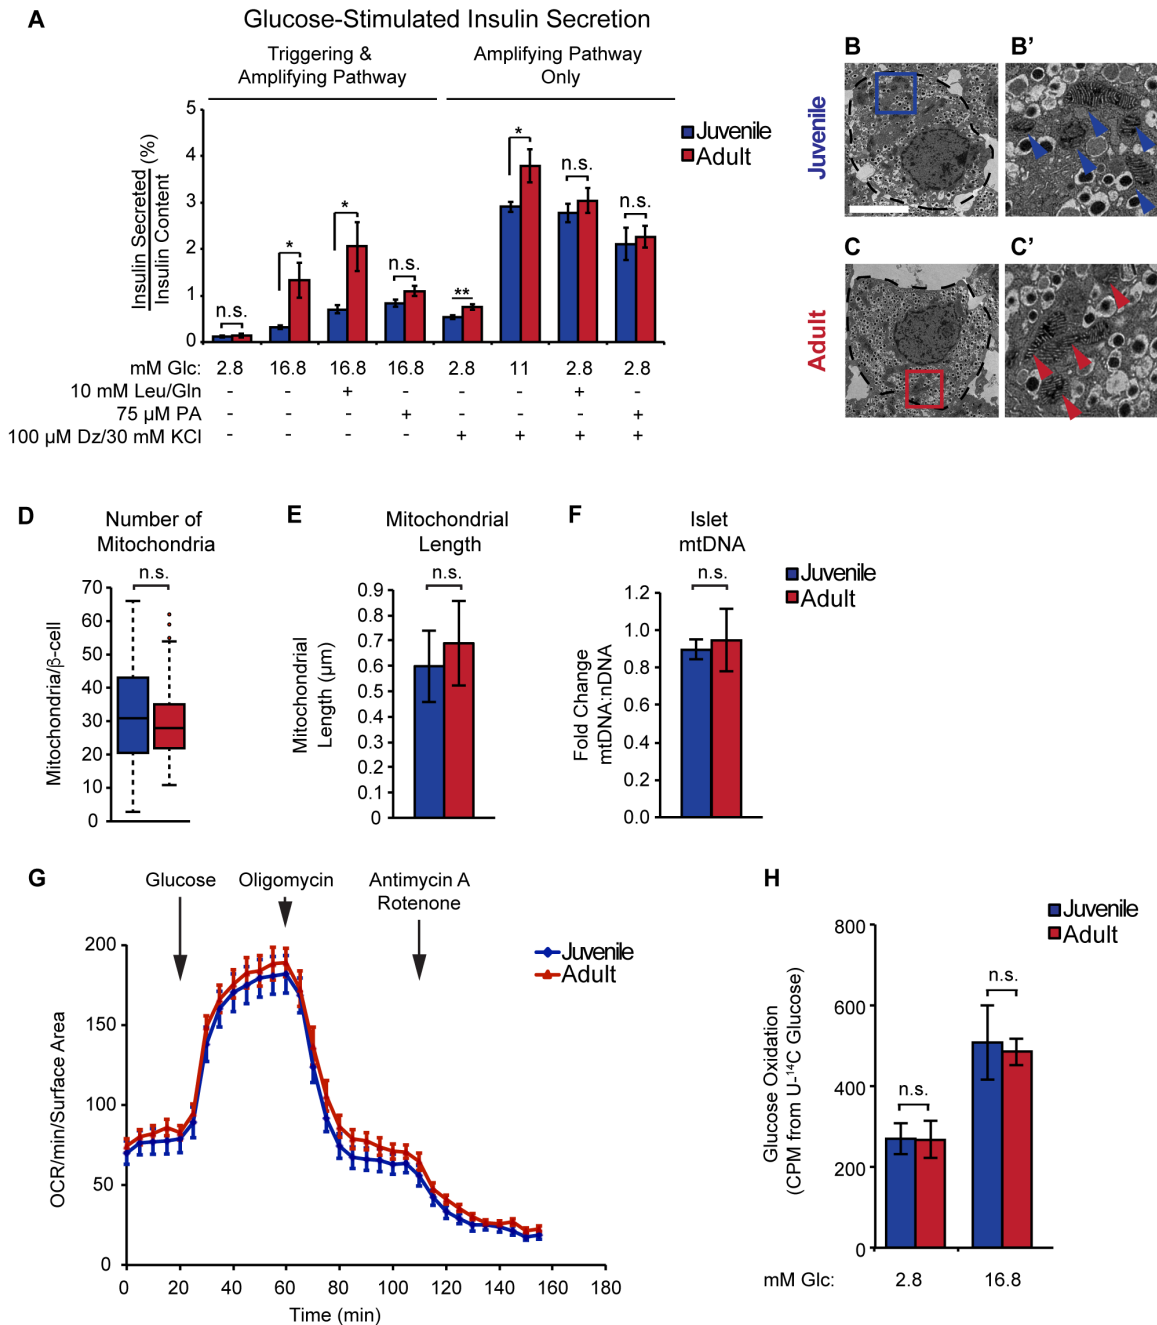 A
Glucose-Stimulated Insulin Secretion
Triggering &
Amplifying Pathway
Amplifying Pathway
Only
Insulin Secreted
Insulin Content
(%)
5
4
3
2
1
0
n.s.
*
*
n.s.
**
*
n.s.
n.s.
Juvenile
Adult
mM Glc: 2.8 16.8 16.8 16.8 2.8 11 2.8 2.8
10 mM Leu/Gln - - + - - - + -
75 µM PA - - - + - - - +
100 µM Dz/30 mM KCl - - - - + + + +
B
B’
Juvenile
C
C’
Adult
D
Number of
Mitochondria
n.s.
Mitochondria/β-cell
70
60
50
40
30
20
10
0
E
Mitochondrial
Length
n.s.
Mitochondrial
Length (µm)
0.9
0.8
0.7
0.6
0.5
0.4
0.3
0.2
0.1
0
F
Islet
mtDNA
n.s.
Fold Change
mtDNA:nDNA
1.2
1.0
0.8
0.6
0.4
0.2
0.0
Juvenile
Adult
G
Glucose
Oligomycin
Antimycin A
Rotenone
Juvenile
Adult
OCR/min/Surface Area
200
150
100
50
0
0 20 40 60 80 100 120 140 160 180
Time (min)
H
Juvenile
Adult
Glucose Oxidation
(CPM from U-¹⁴C Glucose)
800
600
400
200
0
n.s.
n.s.
mM Glc: 2.8 16.8